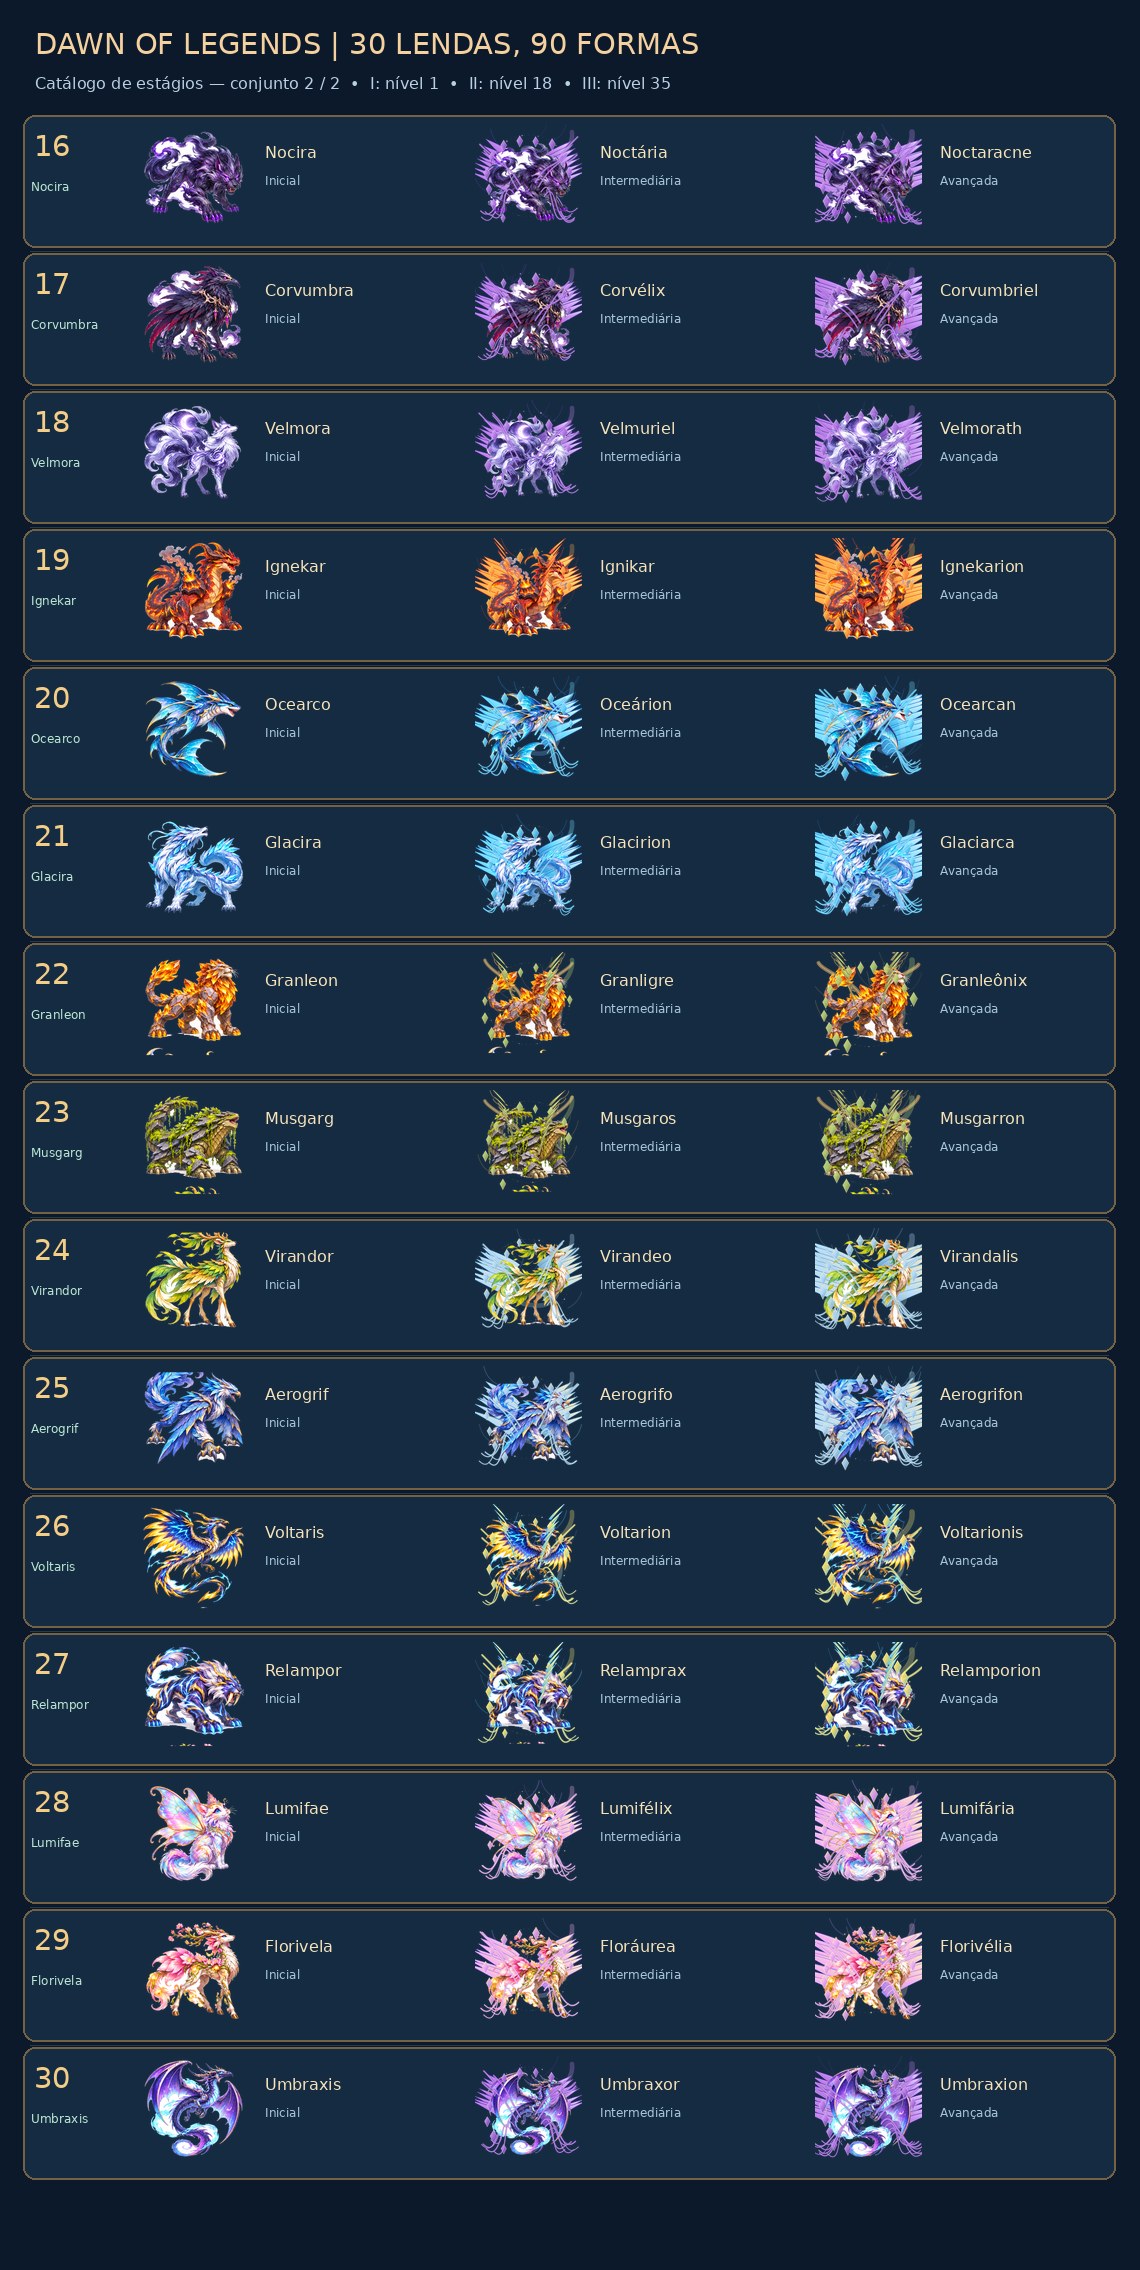 DAWN OF LEGENDS | 30 LENDAS, 90 FORMAS
Catálogo de estágios — conjunto 2 / 2 • I: nível 1 • II: nível 18 • III: nível 35
16
Nocira
Nocira
Inicial
Noctária
Intermediária
Noctaracne
Avançada
17
Corvumbra
Corvumbra
Inicial
Corvélix
Intermediária
Corvumbriel
Avançada
18
Velmora
Velmora
Inicial
Velmuriel
Intermediária
Velmorath
Avançada
19
Ignekar
Ignekar
Inicial
Ignikar
Intermediária
Ignekarion
Avançada
20
Ocearco
Ocearco
Inicial
Oceárion
Intermediária
Ocearcan
Avançada
21
Glacira
Glacira
Inicial
Glacirion
Intermediária
Glaciarca
Avançada
22
Granleon
Granleon
Inicial
Granligre
Intermediária
Granleônix
Avançada
23
Musgarg
Musgarg
Inicial
Musgaros
Intermediária
Musgarron
Avançada
24
Virandor
Virandor
Inicial
Virandeo
Intermediária
Virandalis
Avançada
25
Aerogrif
Aerogrif
Inicial
Aerogrifo
Intermediária
Aerogrifon
Avançada
26
Voltaris
Voltaris
Inicial
Voltarion
Intermediária
Voltarionis
Avançada
27
Relampor
Relampor
Inicial
Relamprax
Intermediária
Relamporion
Avançada
28
Lumifae
Lumifae
Inicial
Lumifélix
Intermediária
Lumifária
Avançada
29
Florivela
Florivela
Inicial
Floráurea
Intermediária
Florivélia
Avançada
30
Umbraxis
Umbraxis
Inicial
Umbraxor
Intermediária
Umbraxion
Avançada